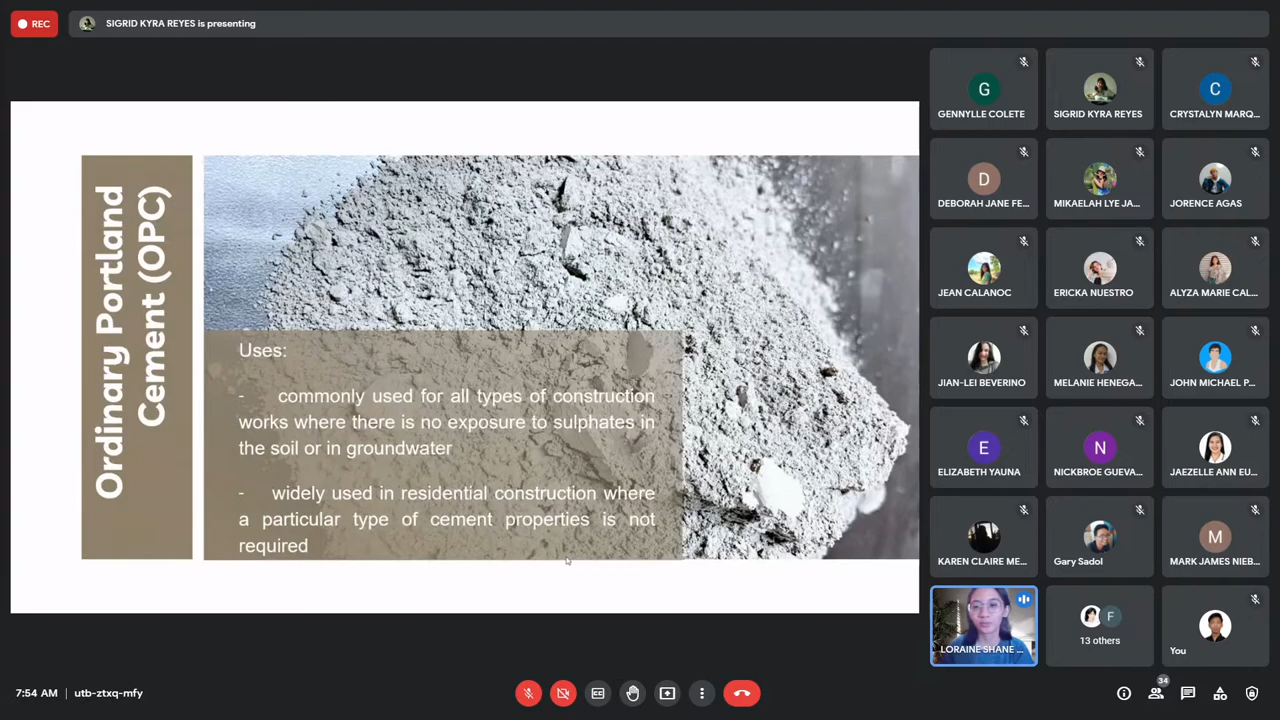 REC
SIGRID KYRA REYES is presenting
Ordinary Portland
Cement (OPC)
Uses:
- commonly used for all types of construction
works where there is no exposure to sulphates in
the soil or in groundwater
- widely used in residential construction where
a particular type of cement properties is not
required
G
GENNYLLE COLETE
SIGRID KYRA REYES
C
CRYSTALYN MARQ...
D
DEBORAH JANE FE...
MIKAELAH LYE JA...
JORENCE AGAS
JEAN CALANOC
ERICKA NUESTRO
ALYZA MARIE CAL...
JIAN-LEI BEVERINO
MELANIE HENEGA...
JOHN MICHAEL P...
E
ELIZABETH YAUNA
N
NICKBROE GUEVA...
JAEZELLE ANN EU...
KAREN CLAIRE ME...
Gary Sadol
M
MARK JAMES NIEB...
LORAINE SHANE ...
F
13 others
You
7:54 AM | utb-ztxq-mfy
CC
34